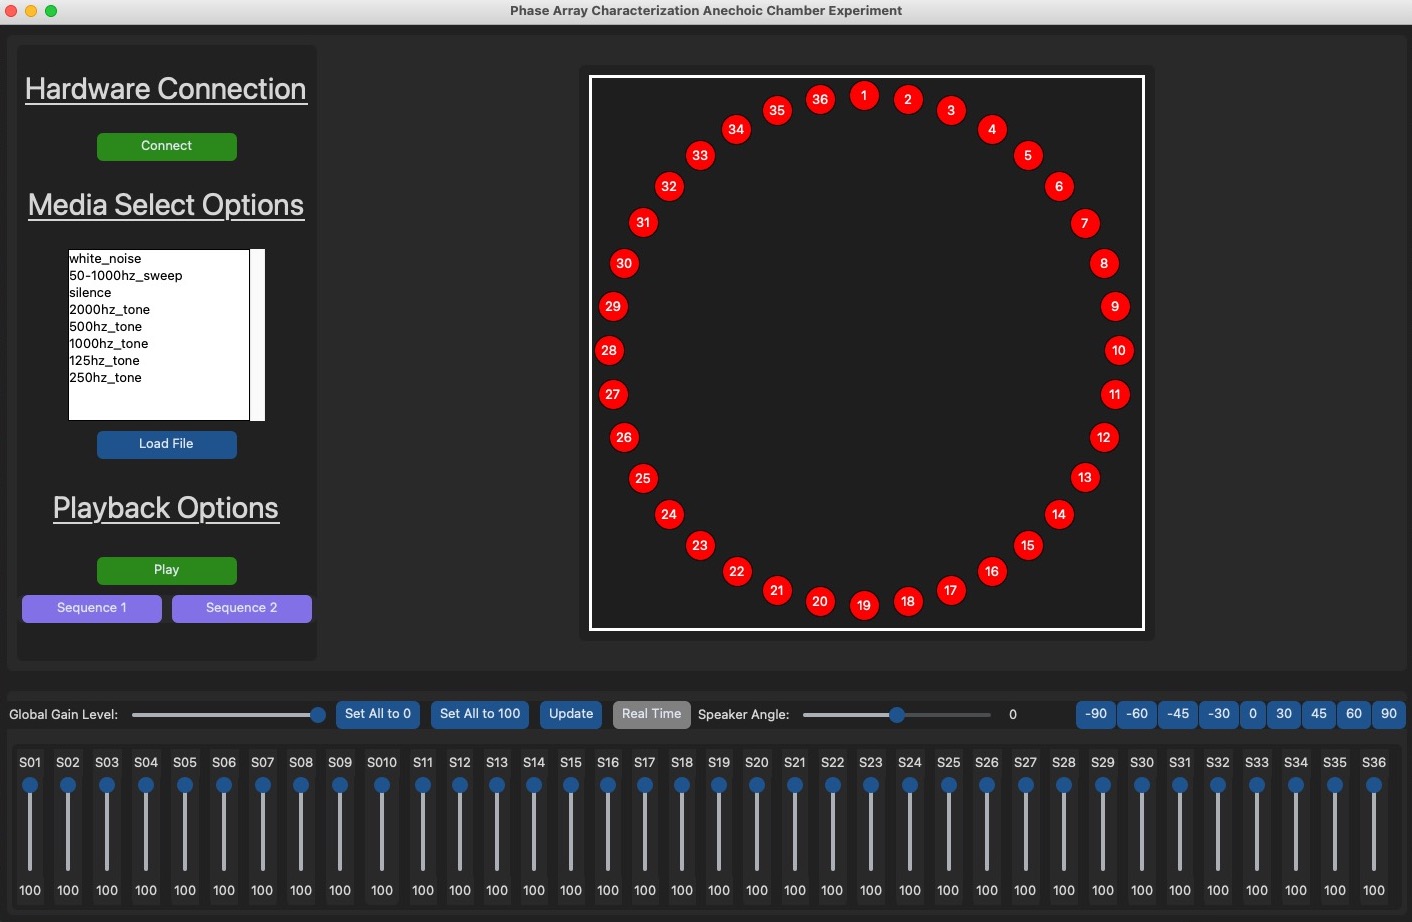 Phase Array Characterization Anechoic Chamber Experiment
Hardware Connection
Connect
Media Select Options
white_noise
50-1000hz_sweep
silence
2000hz_tone
500hz_tone
1000hz_tone
125hz_tone
250hz_tone
Load File
Playback Options
Play
Sequence 1 Sequence 2
1
2
3
4
5
6
7
8
9
10
11
12
13
14
15
16
17
18
19
20
21
22
23
24
25
26
27
28
29
30
31
32
33
34
35
36
Global Gain Level: Set All to 0 Set All to 100 Update Real Time Speaker Angle: 0 -90 -60 -45 -30 0 30 45 60 90
S01 S02 S03 S04 S05 S06 S07 S08 S09 S010 S11 S12 S13 S14 S15 S16 S17 S18 S19 S20 S21 S22 S23 S24 S25 S26 S27 S28 S29 S30 S31 S32 S33 S34 S35 S36
100 100 100 100 100 100 100 100 100 100 100 100 100 100 100 100 100 100 100 100 100 100 100 100 100 100 100 100 100 100 100 100 100 100 100 100